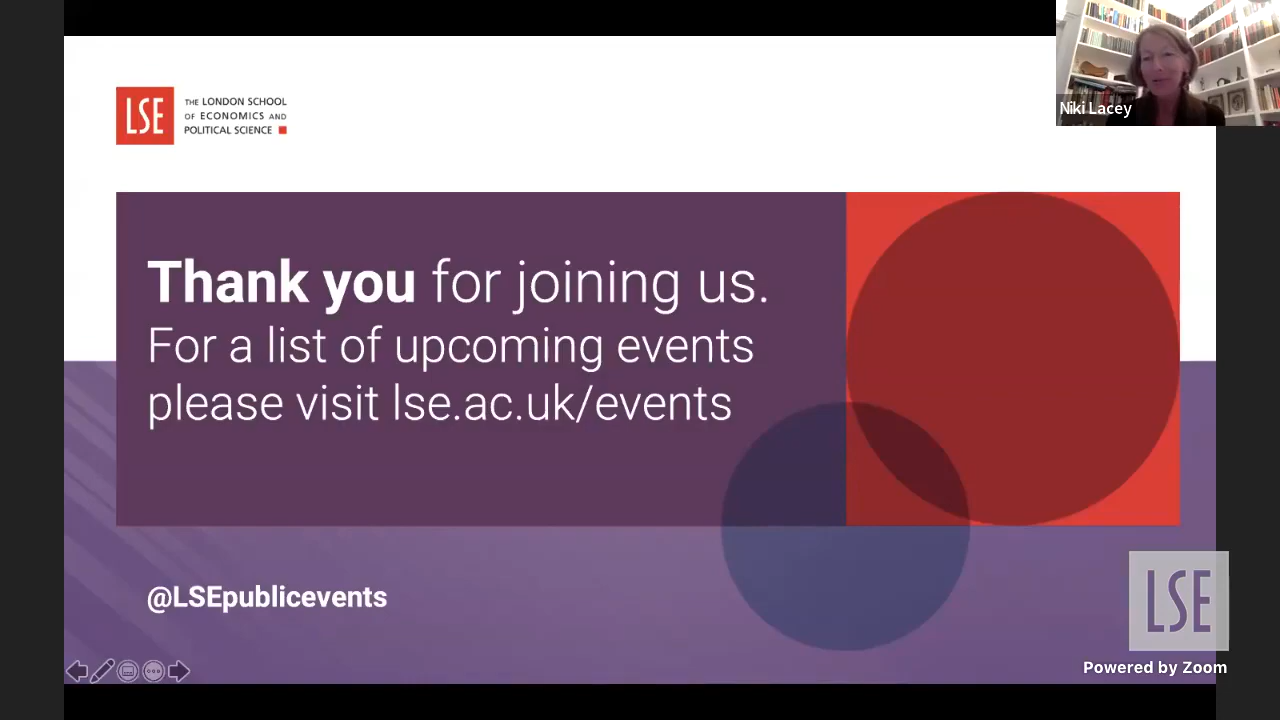 LSE
THE LONDON SCHOOL
OF ECONOMICS AND
POLITICAL SCIENCE
Niki Lacey
Thank you for joining us.
For a list of upcoming events
please visit lse.ac.uk/events
@LSEpublicevents
LSE
Powered by Zoom